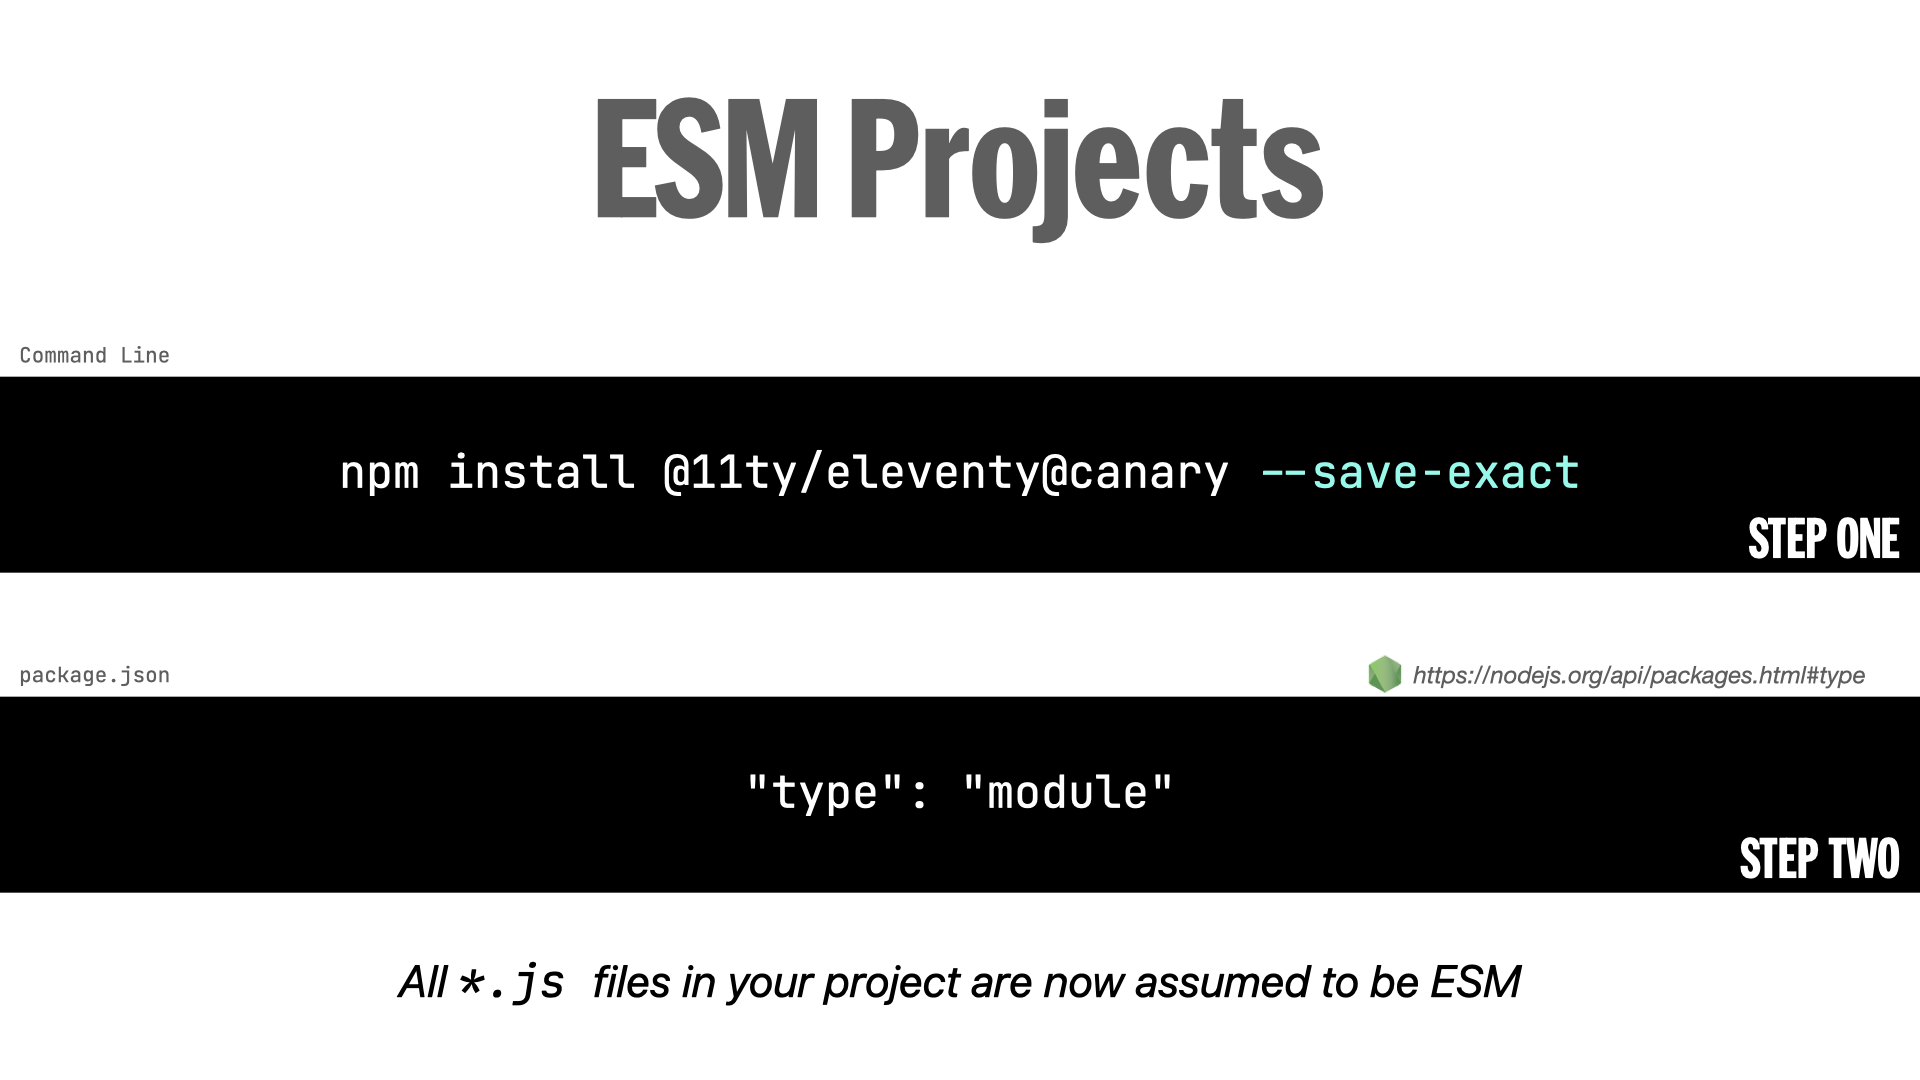 ESM Projects
Command Line
npm install @11ty/eleventy@canary --save-exact
STEP ONE
package.json
https://nodejs.org/api/packages.html#type
"type": "module"
STEP TWO
All *.js files in your project are now assumed to be ESM